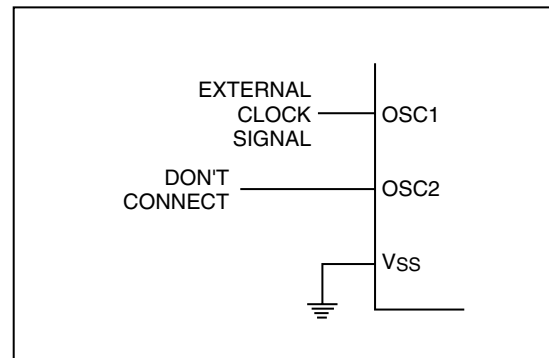 EXTERNAL
CLOCK
SIGNAL
OSC1
DON'T
CONNECT
OSC2
VSS